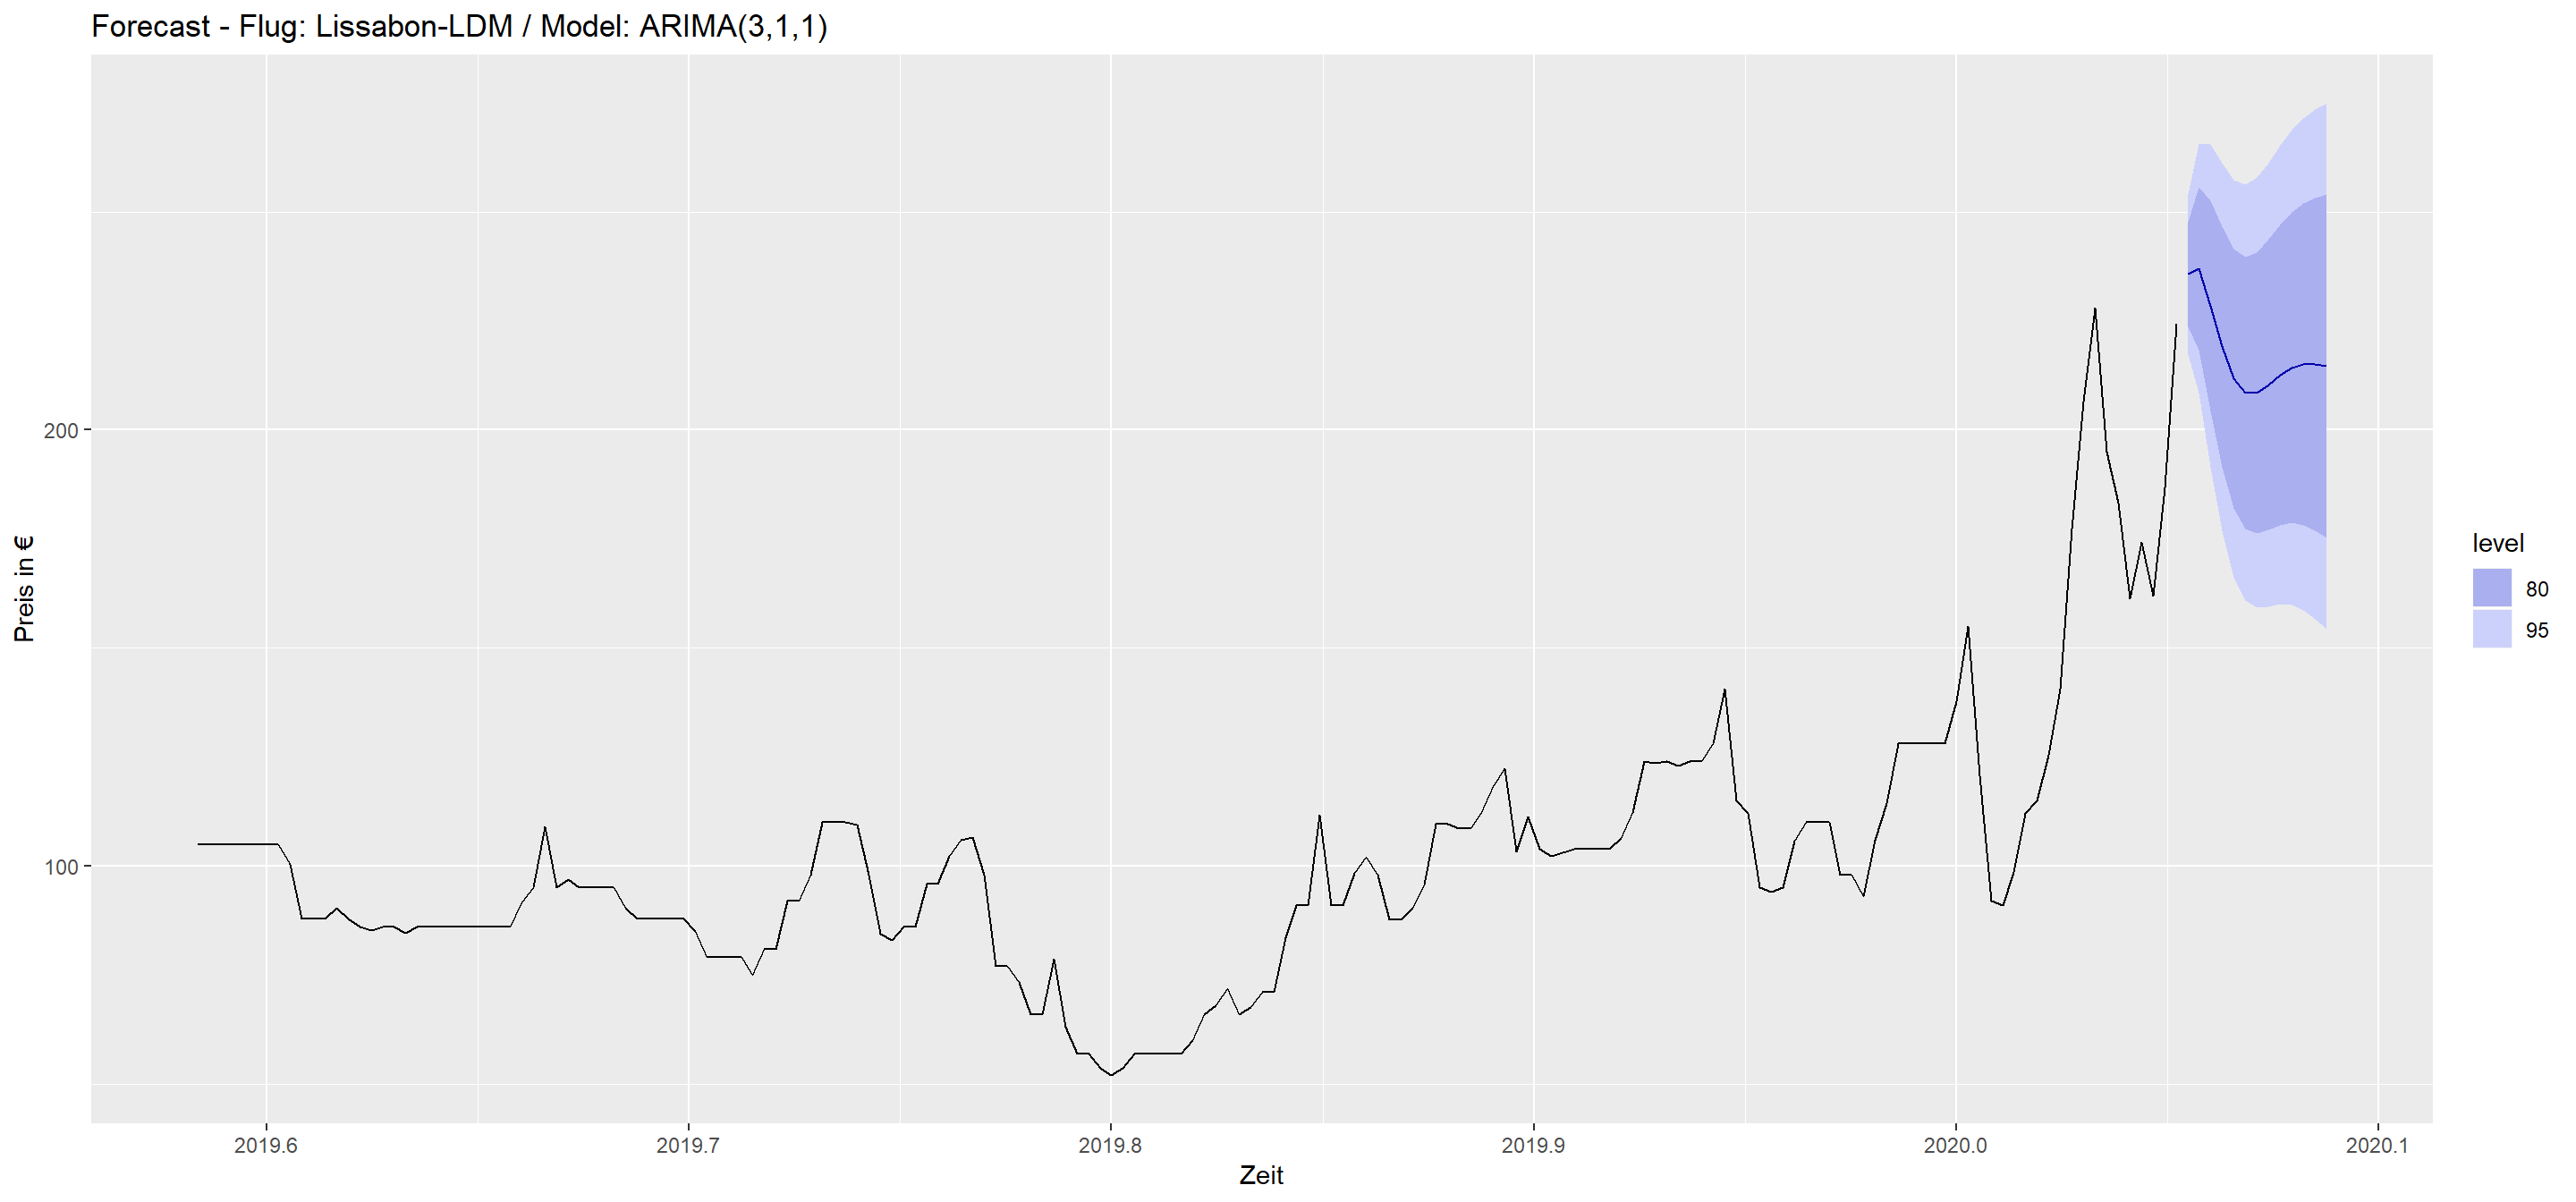 Forecast - Flug: Lissabon-LDM / Model: ARIMA(3,1,1)
Preis in €
200
100
2019.6 2019.7 2019.8 2019.9 2020.0 2020.1
Zeit
level
80
95